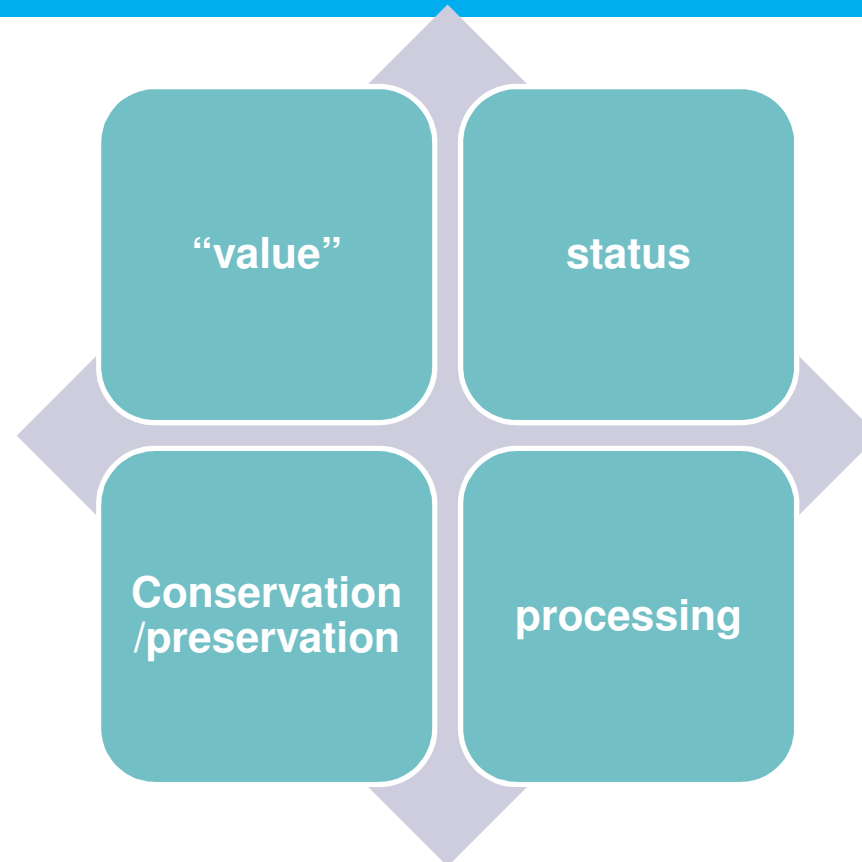 “value”
status
Conservation
/preservation
processing